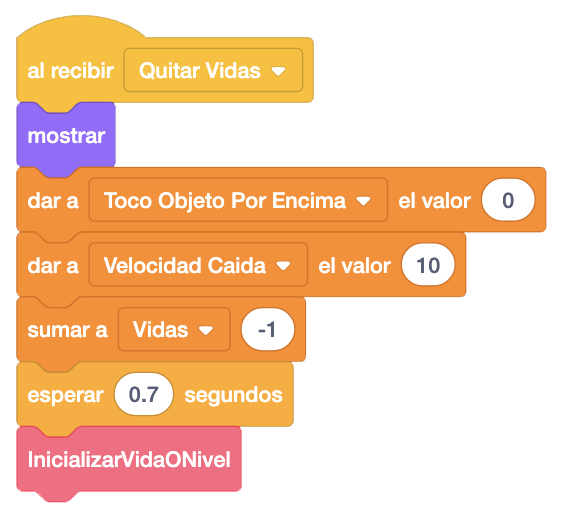 al recibir Quitar Vidas
mostrar
dar a Toco Objeto Por Encima el valor 0
dar a Velocidad Caida el valor 10
sumar a Vidas -1
esperar 0.7 segundos
InicializarVidaONivel